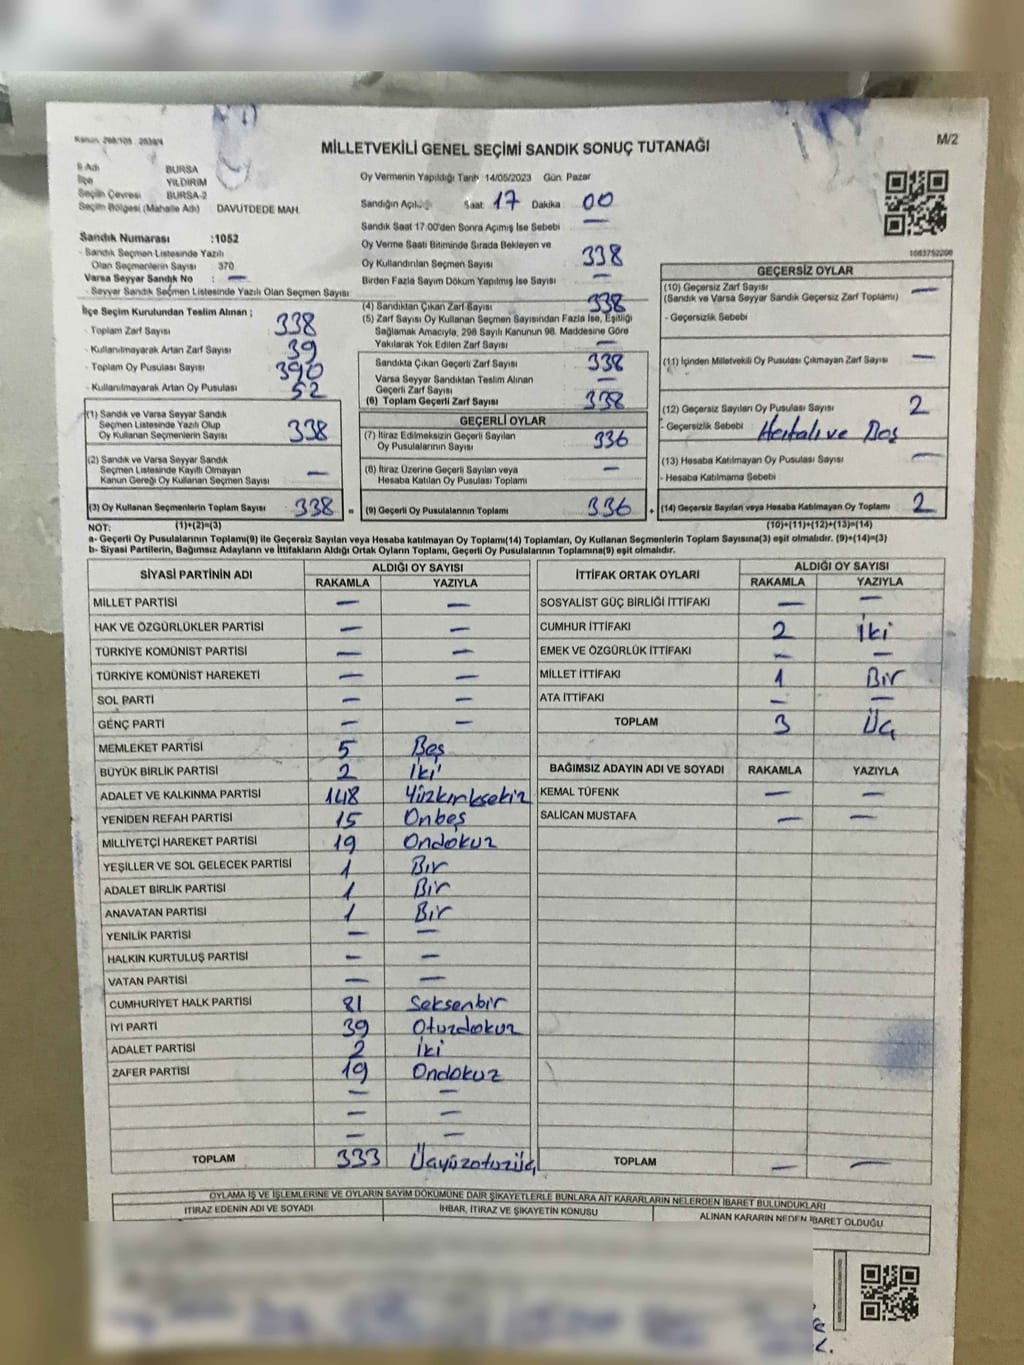 Kanun: 298/105 - 2839/4
M/2
MİLLETVEKİLİ GENEL SEÇİMİ SANDIK SONUÇ TUTANAĞI
İl Adı BURSA
İlçe YILDIRIM
Seçim Çevresi BURSA-2
Seçim Bölgesi (Mahalle Adı) DAVUTDEDE MAH.
Sandık Numarası :1052
- Sandık Seçmen Listesinde Yazılı
Olan Seçmenlerin Sayısı 370
Varsa Seyyar Sandık No : —
- Seyyar Sandık Seçmen Listesinde Yazılı Olan Seçmen Sayısı
Oy Vermenin Yapıldığı Tarih 14/05/2023 Gün: Pazar
Sandığın Açılışı Saat: 17 Dakika 00
Sandık Saat 17.00'den Sonra Açılmış İse Sebebi —
Oy Verme Saati Bitiminde Sırada Bekleyen ve
Oy Kullandırılan Seçmen Sayısı 338
Birden Fazla Sayım Döküm Yapılmış İse Sayısı —
İlçe Seçim Kurulundan Teslim Alınan ;
- Toplam Zarf Sayısı 338
- Kullanılmayarak Artan Zarf Sayısı 39
- Toplam Oy Pusulası Sayısı 390
- Kullanılmayarak Artan Oy Pusulası 52
(1) Sandık ve Varsa Seyyar Sandık
Seçmen Listesinde Yazılı Olup
Oy Kullanan Seçmenlerin Sayısı 338
(2) Sandık ve Varsa Seyyar Sandık
Seçmen Listesinde Kayıtlı Olmayan
Kanun Gereği Oy Kullanan Seçmen Sayısı —
(3) Oy Kullanan Seçmenlerin Toplam Sayısı 338 =
(4) Sandıktan Çıkan Zarf Sayısı 338
(5) Zarf Sayısı Oy Kullanan Seçmen Sayısından Fazla İse, Eşitliği
Sağlamak Amacıyla, 298 Sayılı Kanunun 98. Maddesine Göre
Yakılarak Yok Edilen Zarf Sayısı —
Sandıkta Çıkan Geçerli Zarf Sayısı 338
Varsa Seyyar Sandıktan Teslim Alınan
Geçerli Zarf Sayısı —
(6) Toplam Geçerli Zarf Sayısı 338
GEÇERLİ OYLAR
(7) İtiraz Edilmeksizin Geçerli Sayılan
Oy Pusulalarının Sayısı 336
(8) İtiraz Üzerine Geçerli Sayılan veya
Hesaba Katılan Oy Pusulası Toplamı —
(9) Geçerli Oy Pusulalarının Toplamı 336 +
GEÇERSİZ OYLAR
(10) Geçersiz Zarf Sayısı —
(Sandık ve Varsa Seyyar Sandık Geçersiz Zarf Toplamı)
- Geçersizlik Sebebi
(11) İçinden Milletvekili Oy Pusulası Çıkmayan Zarf Sayısı —
(12) Geçersiz Sayılan Oy Pusulası Sayısı 2
- Geçersizlik Sebebi Hatalı ve Boş
(13) Hesaba Katılmayan Oy Pusulası Sayısı —
- Hesaba Katılmama Sebebi
(14) Geçersiz Sayılan veya Hesaba Katılmayan Oy Toplamı 2
NOT: (1)+(2)=(3) (10)+(11)+(12)+(13)=(14)
a- Geçerli Oy Pusulalarının Toplamı(9) ile Geçersiz Sayılan veya Hesaba Katılmayan Oy Toplamı(14) Toplamları, Oy Kullanan Seçmenlerin Toplam Sayısına(3) eşit olmalıdır. (9)+(14)=(3)
b- Siyasi Partilerin, Bağımsız Adayların ve İttifakların Aldığı Ortak Oyların Toplamı, Geçerli Oy Pusulalarının Toplamına(9) eşit olmalıdır.
SİYASİ PARTİNİN ADI ALDIĞI OY SAYISI
RAKAMLA YAZIYLA
MİLLET PARTİSİ — —
HAK VE ÖZGÜRLÜKLER PARTİSİ — —
TÜRKİYE KOMÜNİST PARTİSİ — —
TÜRKİYE KOMÜNİST HAREKETİ — —
SOL PARTİ — —
GENÇ PARTİ — —
MEMLEKET PARTİSİ 5 Beş
BÜYÜK BİRLİK PARTİSİ 2 İki
ADALET VE KALKINMA PARTİSİ 148 Yüzkırksekiz
YENİDEN REFAH PARTİSİ 15 Onbeş
MİLLİYETÇİ HAREKET PARTİSİ 19 Ondokuz
YEŞİLLER VE SOL GELECEK PARTİSİ 1 Bir
ADALET BİRLİK PARTİSİ 1 Bir
ANAVATAN PARTİSİ 1 Bir
YENİLİK PARTİSİ — —
HALKIN KURTULUŞ PARTİSİ — —
VATAN PARTİSİ — —
CUMHURİYET HALK PARTİSİ 81 Seksenbir
İYİ PARTİ 39 Otuzdokuz
ADALET PARTİSİ 2 İki
ZAFER PARTİSİ 19 Ondokuz
— —
— —
— —
TOPLAM 333 Üçyüzotuzüç
İTTİFAK ORTAK OYLARI ALDIĞI OY SAYISI
RAKAMLA YAZIYLA
SOSYALİST GÜÇ BİRLİĞİ İTTİFAKI — —
CUMHUR İTTİFAKI 2 İki
EMEK VE ÖZGÜRLÜK İTTİFAKI — —
MİLLET İTTİFAKI 1 Bir
ATA İTTİFAKI — —
TOPLAM 3 Üç
BAĞIMSIZ ADAYIN ADI VE SOYADI RAKAMLA YAZIYLA
KEMAL TÜFENK — —
SALİCAN MUSTAFA — —
TOPLAM — —
OYLAMA İŞ VE İŞLEMLERİNE VE OYLARIN SAYIM DÖKÜMÜNE DAİR ŞİKAYETLERLE BUNLARA AİT KARARLARIN NELERDEN İBARET BULUNDUKLARI
İTİRAZ EDENİN ADI VE SOYADI İHBAR, İTİRAZ VE ŞİKAYETİN KONUSU ALINAN KARARIN NEDEN İBARET OLDUĞU